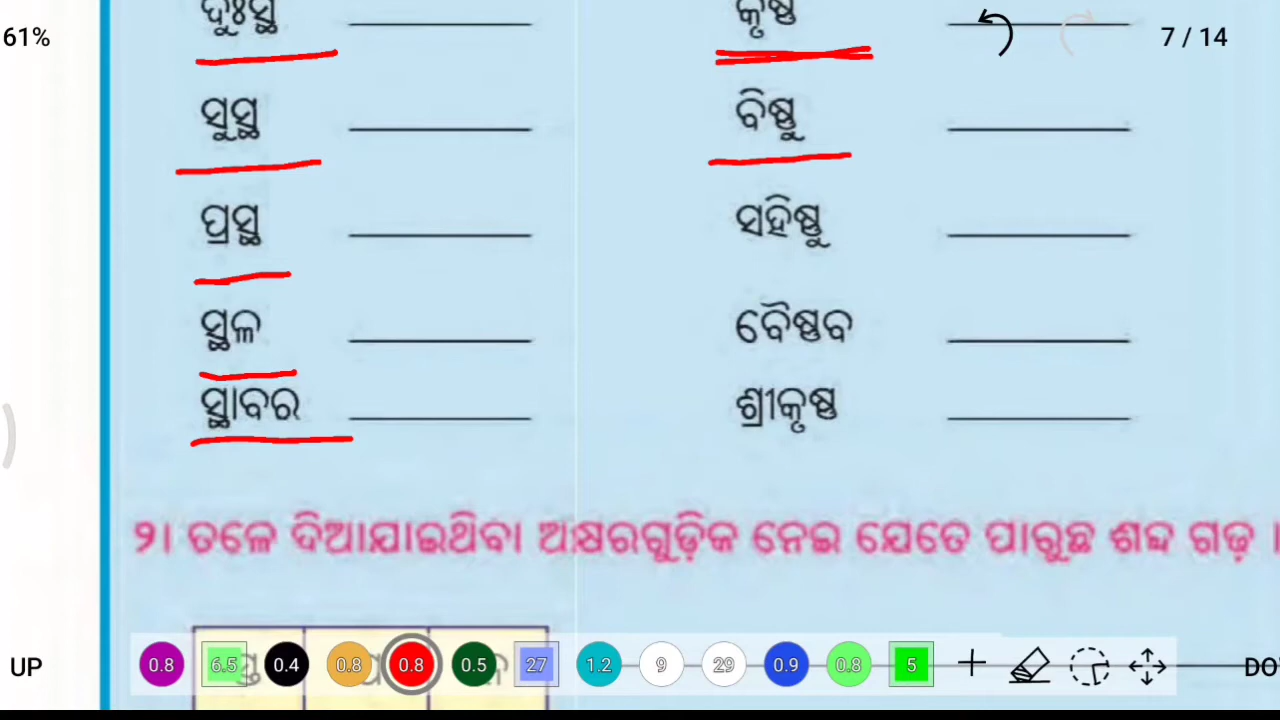 61%
7 / 14
ଦୁଃସ୍ଥ କୃଷ୍ଣ
ସୁସ୍ଥ ବିଷ୍ଣୁ
ପ୍ରସ୍ଥ ସହିଷ୍ଣୁ
ସ୍ଥଳ ବୈଷ୍ଣବ
ସ୍ଥାବର ଶ୍ରୀକୃଷ୍ଣ
୨। ତଳେ ଦିଆଯାଇଥିବା ଅକ୍ଷରଗୁଡ଼ିକ ନେଇ ଯେତେ ପାରୁଛ ଶବ୍ଦ ଗଢ଼ ।
UP 0.8 6.5 0.4 0.8 0.8 0.5 27 1.2 9 29 0.9 0.8 5